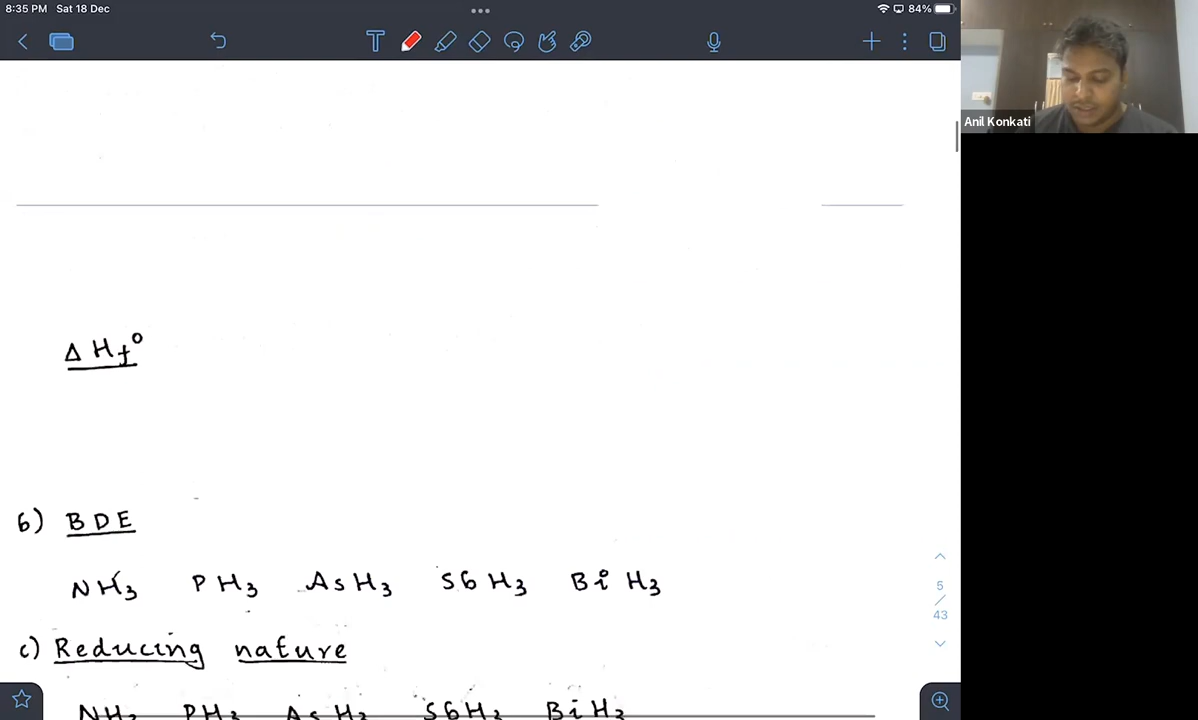 8:35 PM Sat 18 Dec
84%
T
Anil Konkati
Δ Hf°
b) BDE
NH3 PH3 AsH3 SbH3 BiH3
5
/
43
c) Reducing nature
NH3 PH3 AsH3 SbH3 BiH3